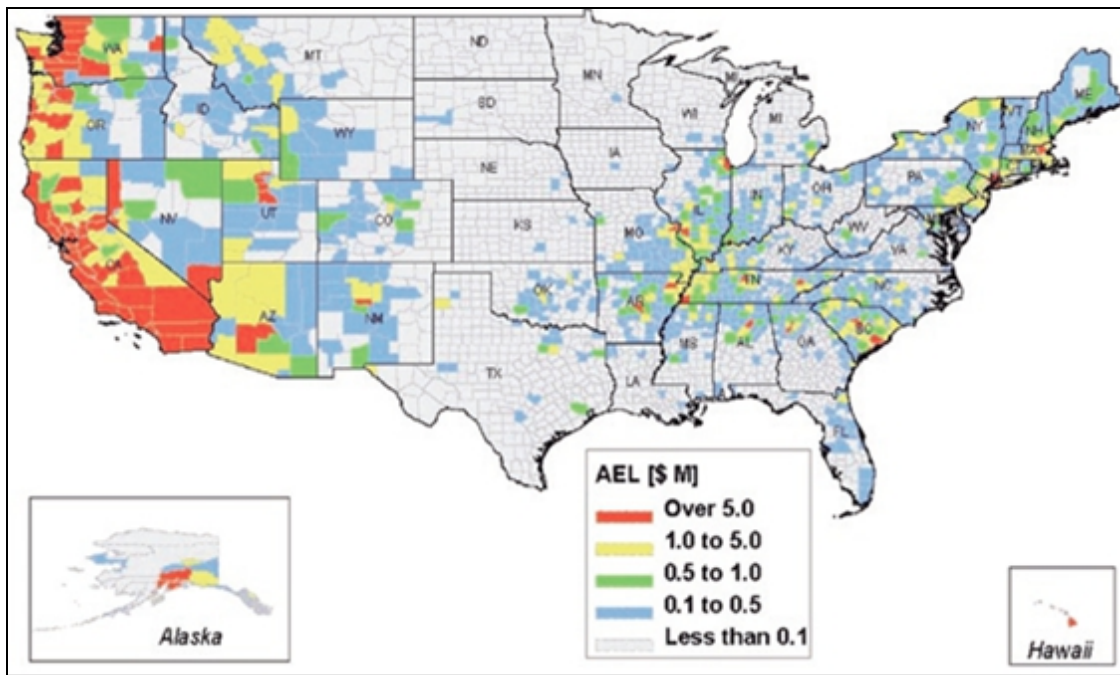 WA
MT
ND
MN
MI
ME
VT
OR
ID
SD
WI
MI
NY
NH
MA
WY
IA
NE
PA
NV
UT
CO
IL
IN
OH
KS
MO
WV
VA
CA
KY
NC
AZ
NM
OK
AR
TN
SC
MS
AL
GA
TX
LA
FL
AEL [$ M]
Over 5.0
1.0 to 5.0
0.5 to 1.0
0.1 to 0.5
Less than 0.1
Alaska
Hawaii